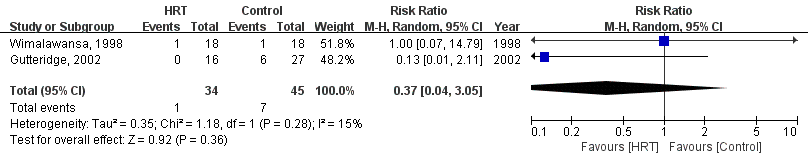 HRT Control Risk Ratio Risk Ratio
Study or Subgroup Events Total Events Total Weight M-H, Random, 95% CI Year M-H, Random, 95% CI
Wimalawansa, 1998 1 18 1 18 51.8% 1.00 [0.07, 14.79] 1998
Gutteridge, 2002 0 16 6 27 48.2% 0.13 [0.01, 2.11] 2002
Total (95% CI) 34 45 100.0% 0.37 [0.04, 3.05]
Total events 1 7
Heterogeneity: Tau² = 0.35; Chi² = 1.18, df = 1 (P = 0.28); I² = 15%
Test for overall effect: Z = 0.92 (P = 0.36)
0.1 0.2 0.5 1 2 5 10
Favours [HRT] Favours [Control]